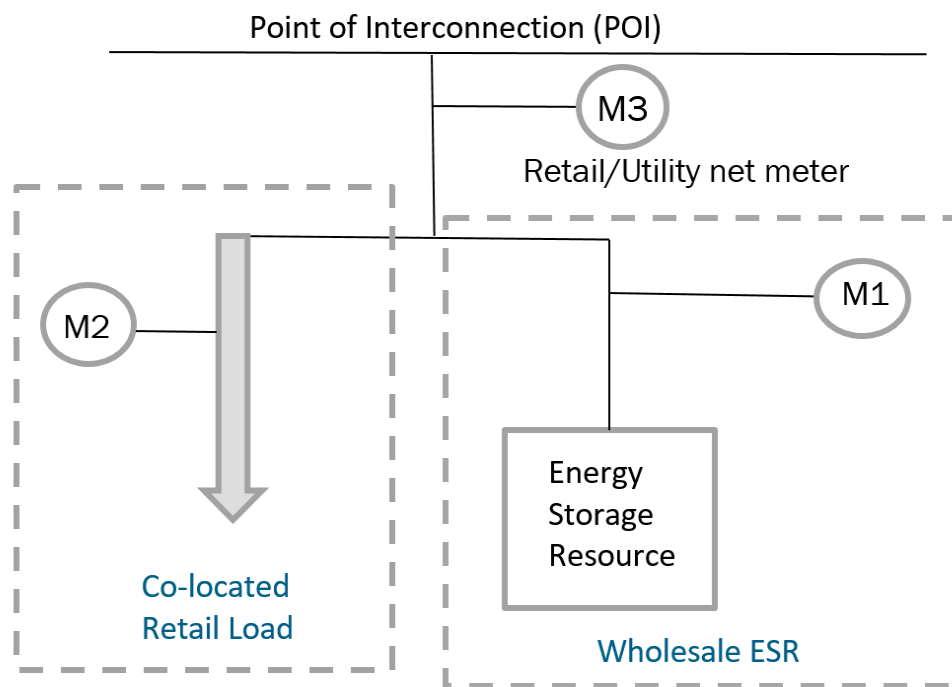 Point of Interconnection (POI)
M3
Retail/Utility net meter
M2
M1
Energy
Storage
Resource
Co-located
Retail Load
Wholesale ESR